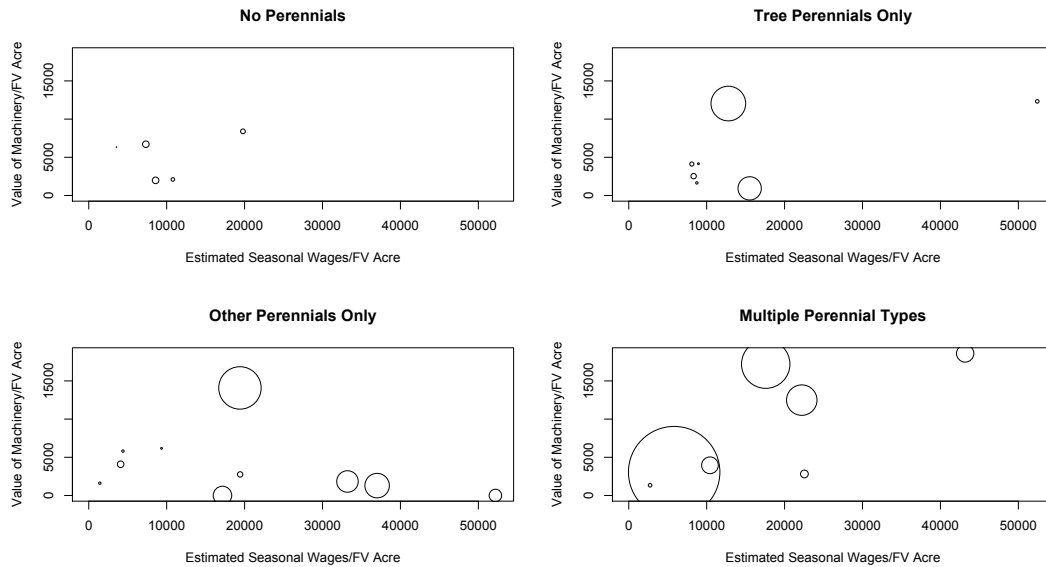 No Perennials
Value of Machinery/FV Acre
0 5000 15000
0 10000 20000 30000 40000 50000
Estimated Seasonal Wages/FV Acre
Tree Perennials Only
Value of Machinery/FV Acre
0 5000 15000
0 10000 20000 30000 40000 50000
Estimated Seasonal Wages/FV Acre
Other Perennials Only
Value of Machinery/FV Acre
0 5000 15000
0 10000 20000 30000 40000 50000
Estimated Seasonal Wages/FV Acre
Multiple Perennial Types
Value of Machinery/FV Acre
0 5000 15000
0 10000 20000 30000 40000 50000
Estimated Seasonal Wages/FV Acre